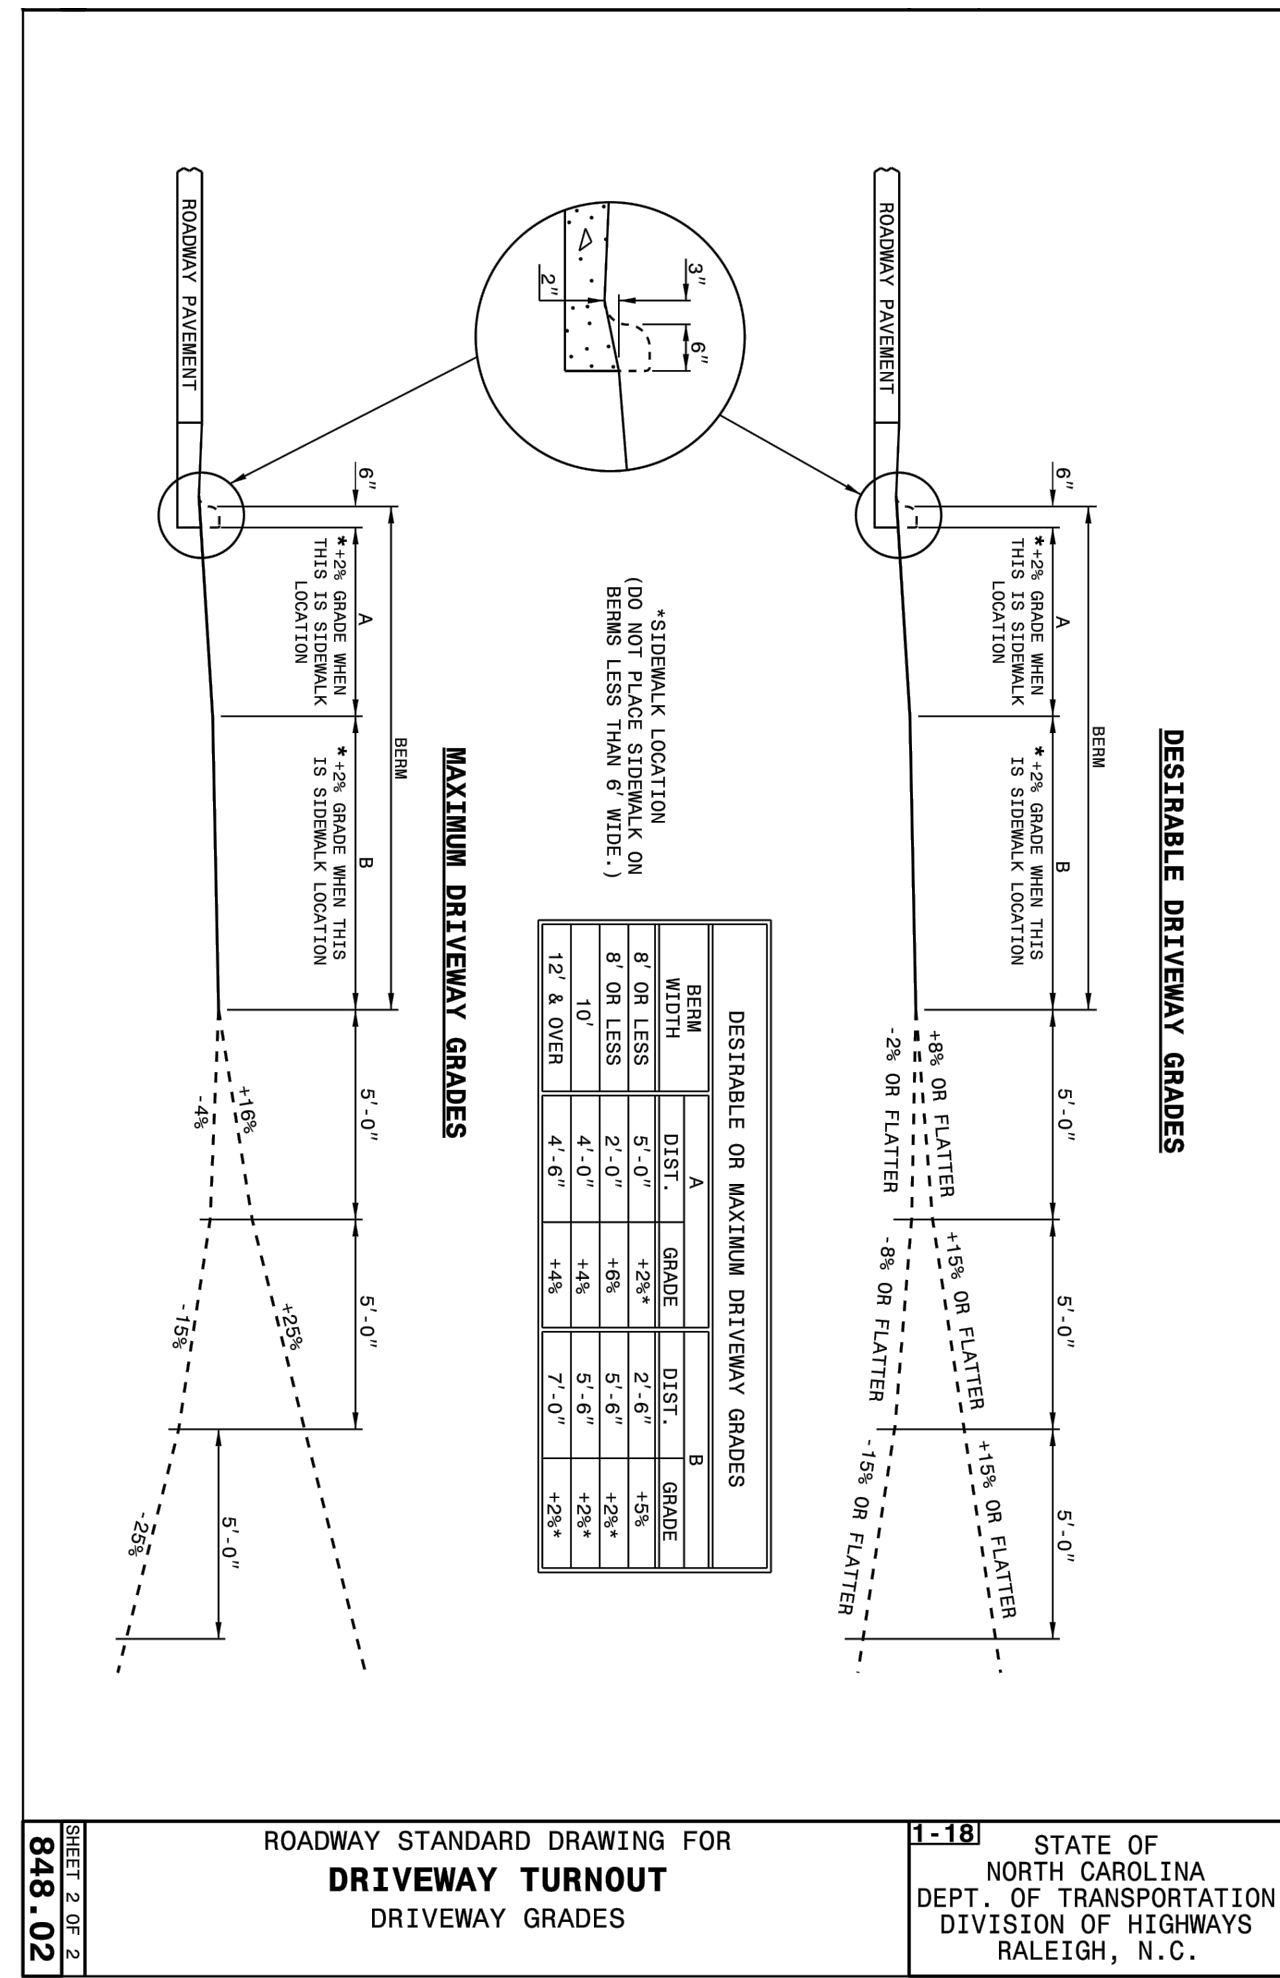 DESIRABLE DRIVEWAY GRADES
BERM
6"
A
B
5'-0"
5'-0"
5'-0"
*+2% GRADE WHEN
THIS IS SIDEWALK
LOCATION
*+2% GRADE WHEN THIS
IS SIDEWALK LOCATION
+8% OR FLATTER
+15% OR FLATTER
+15% OR FLATTER
-2% OR FLATTER
-8% OR FLATTER
-15% OR FLATTER
ROADWAY PAVEMENT
3"
6"
2"
*SIDEWALK LOCATION
(DO NOT PLACE SIDEWALK ON
BERMS LESS THAN 6' WIDE.)
DESIRABLE OR MAXIMUM DRIVEWAY GRADES
BERM
WIDTH
A
B
DIST. GRADE DIST. GRADE
8' OR LESS 5'-0" +2%* 2'-6" +5%
8' OR LESS 2'-0" +6% 5'-6" +2%*
10' 4'-0" +4% 5'-6" +2%*
12' & OVER 4'-6" +4% 7'-0" +2%*
MAXIMUM DRIVEWAY GRADES
BERM
6"
A
B
5'-0"
5'-0"
*+2% GRADE WHEN
THIS IS SIDEWALK
LOCATION
*+2% GRADE WHEN THIS
IS SIDEWALK LOCATION
+16%
+25%
-4%
-15%
-25%
5'-0"
ROADWAY PAVEMENT
1-18
STATE OF
NORTH CAROLINA
DEPT. OF TRANSPORTATION
DIVISION OF HIGHWAYS
RALEIGH, N.C.
ROADWAY STANDARD DRAWING FOR
DRIVEWAY TURNOUT
DRIVEWAY GRADES
SHEET 2 OF 2
848.02